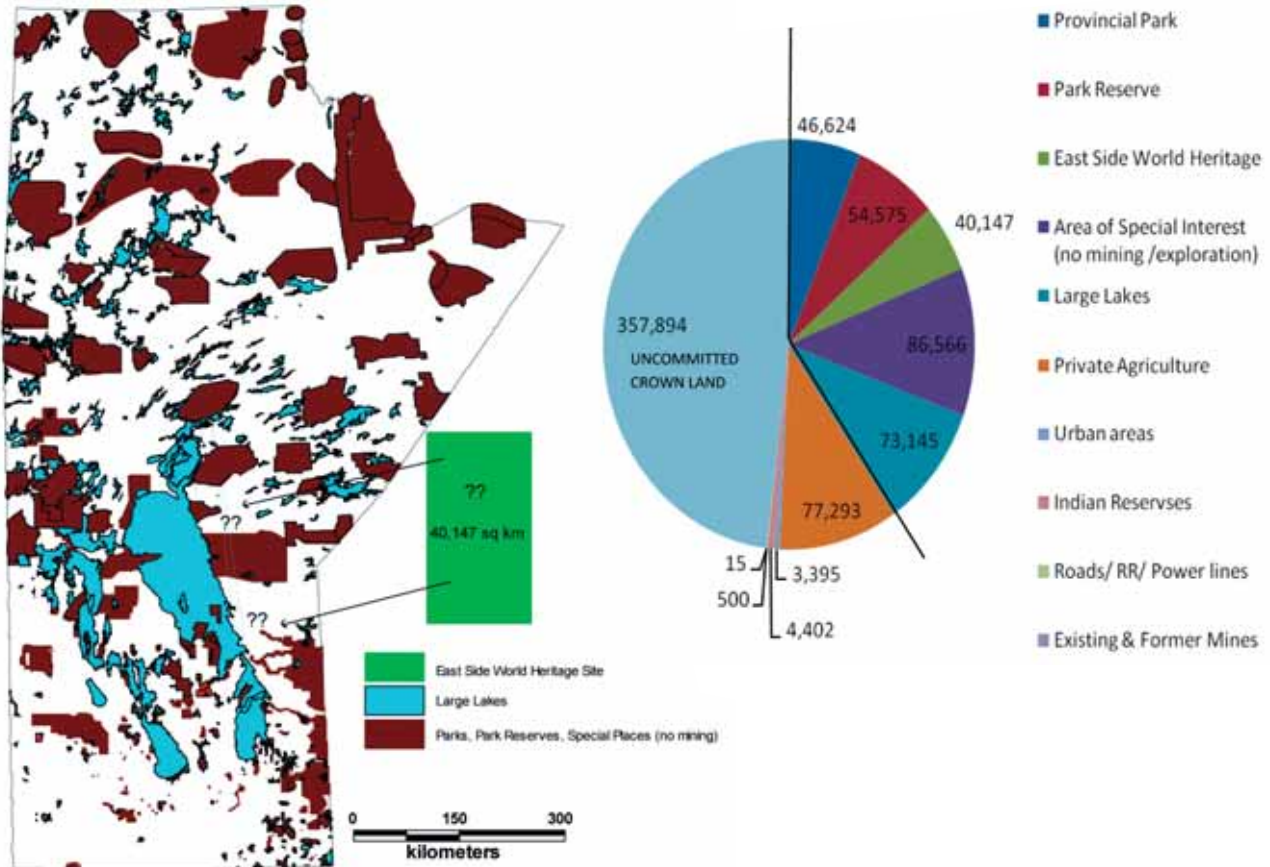 ??
40,147 sq km
??
??
East Side World Heritage Site
Large Lakes
Parks, Park Reserves, Special Places (no mining)
0 150 300
kilometers
46,624
54,575
40,147
86,566
73,145
77,293
3,395
4,402
500
15
357,894
UNCOMMITTED
CROWN LAND
Provincial Park
Park Reserve
East Side World Heritage
Area of Special Interest
(no mining /exploration)
Large Lakes
Private Agriculture
Urban areas
Indian Reservses
Roads/ RR/ Power lines
Existing & Former Mines